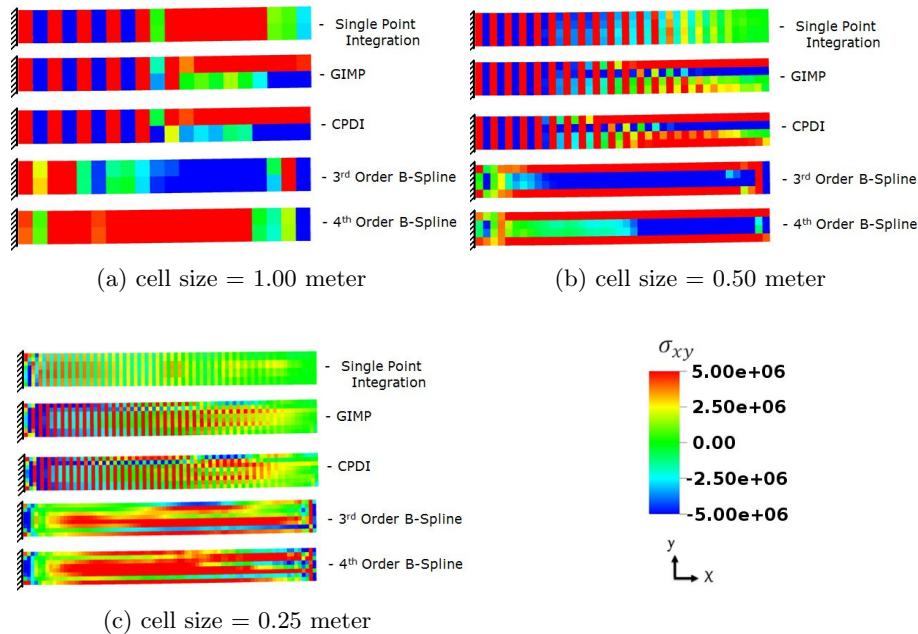 - Single Point
Integration
- GIMP
- CPDI
- 3rd Order B-Spline
- 4th Order B-Spline
(a) cell size = 1.00 meter
Single Point
Integration
- GIMP
- CPDI
- 3rd Order B-Spline
- 4th Order B-Spline
(b) cell size = 0.50 meter
- Single Point
Integration
- GIMP
- CPDI
- 3rd Order B-Spline
- 4th Order B-Spline
(c) cell size = 0.25 meter
σxy
5.00e+06
2.50e+06
0.00
-2.50e+06
-5.00e+06
y
X